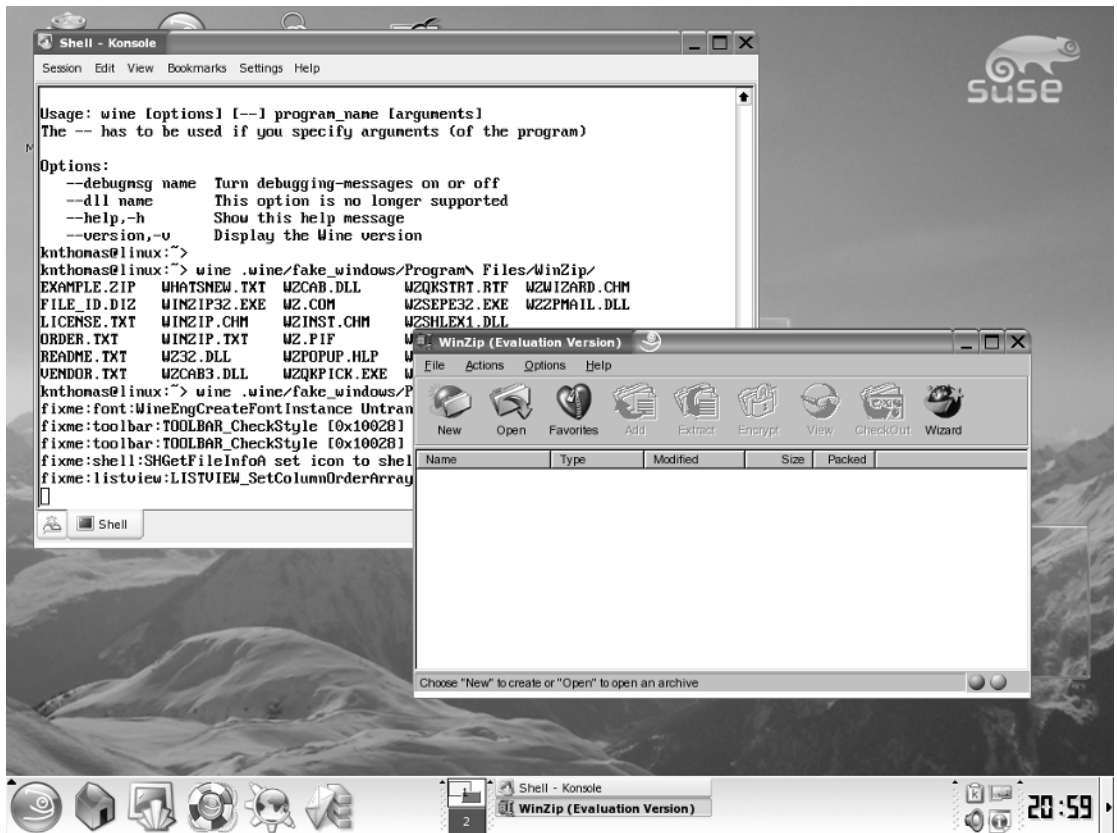 Shell - Konsole
Session Edit View Bookmarks Settings Help
Usage: wine [options] [--] program_name [arguments]
The -- has to be used if you specify arguments (of the program)
Options:
--debugmsg name Turn debugging-messages on or off
--dll name This option is no longer supported
--help,-h Show this help message
--version,-v Display the Wine version
knthomas@linux:~>
knthomas@linux:~> wine .wine/fake_windows/Program\ Files/WinZip/
EXAMPLE.ZIP WHATSNEW.TXT WZCAB.DLL WZQKSTRT.RTF WZWIZARD.CHM
FILE_ID.DIZ WINZIP32.EXE WZ.COM WZSEPE32.EXE WZZPMAIL.DLL
LICENSE.TXT WINZIP.CHM WZINST.CHM WZSHLEX1.DLL
ORDER.TXT WINZIP.TXT WZ.PIF W
README.TXT WZ32.DLL WZPOPUP.HLP W
VENDOR.TXT WZCAB3.DLL WZQKPICK.EXE W
knthomas@linux:~> wine .wine/fake_windows/P
fixme:font:WineEngCreateFontInstance Untran
fixme:toolbar:TOOLBAR_CheckStyle [0x10028]
fixme:toolbar:TOOLBAR_CheckStyle [0x10028]
fixme:shell:SHGetFileInfoA set icon to shel
fixme:listview:LISTVIEW_SetColumnOrderArray
Shell
SUSE
WinZip (Evaluation Version)
File Actions Options Help
New Open Favorites Add Extract Encrypt View CheckOut Wizard
Name Type Modified Size Packed
Choose "New" to create or "Open" to open an archive
2
Shell - Konsole
WinZip (Evaluation Version)
20:59